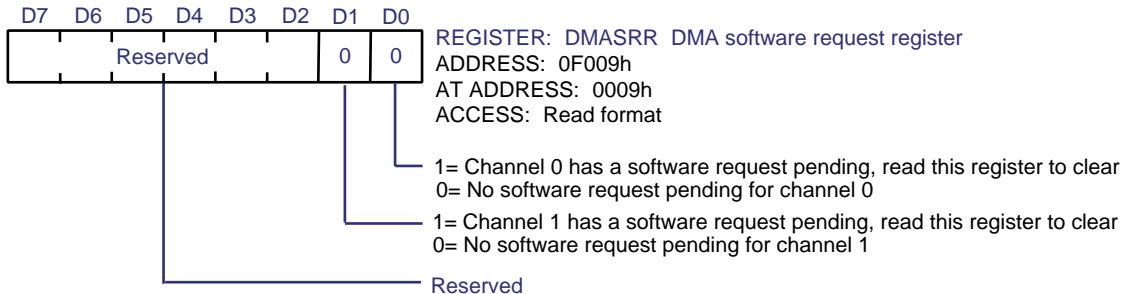 D7 D6 D5 D4 D3 D2 D1 D0
Reserved 0 0
REGISTER: DMASRR DMA software request register
ADDRESS: 0F009h
AT ADDRESS: 0009h
ACCESS: Read format
1= Channel 0 has a software request pending, read this register to clear
0= No software request pending for channel 0
1= Channel 1 has a software request pending, read this register to clear
0= No software request pending for channel 1
Reserved